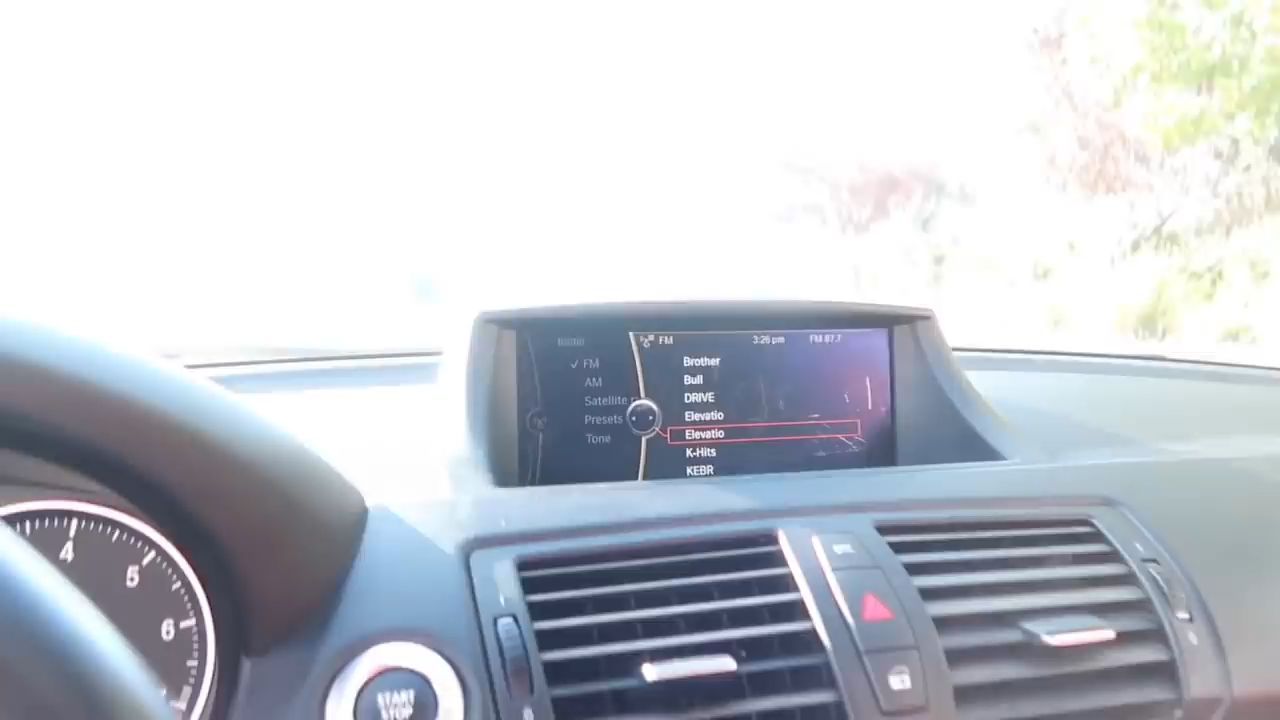 FM 3:26 pm FM 87.7
✓ FM
AM
Satellite
Presets
Tone
Brother
Bull
DRIVE
Elevatio
Elevatio
K-Hits
KEBR
4
5
6
START
STOP